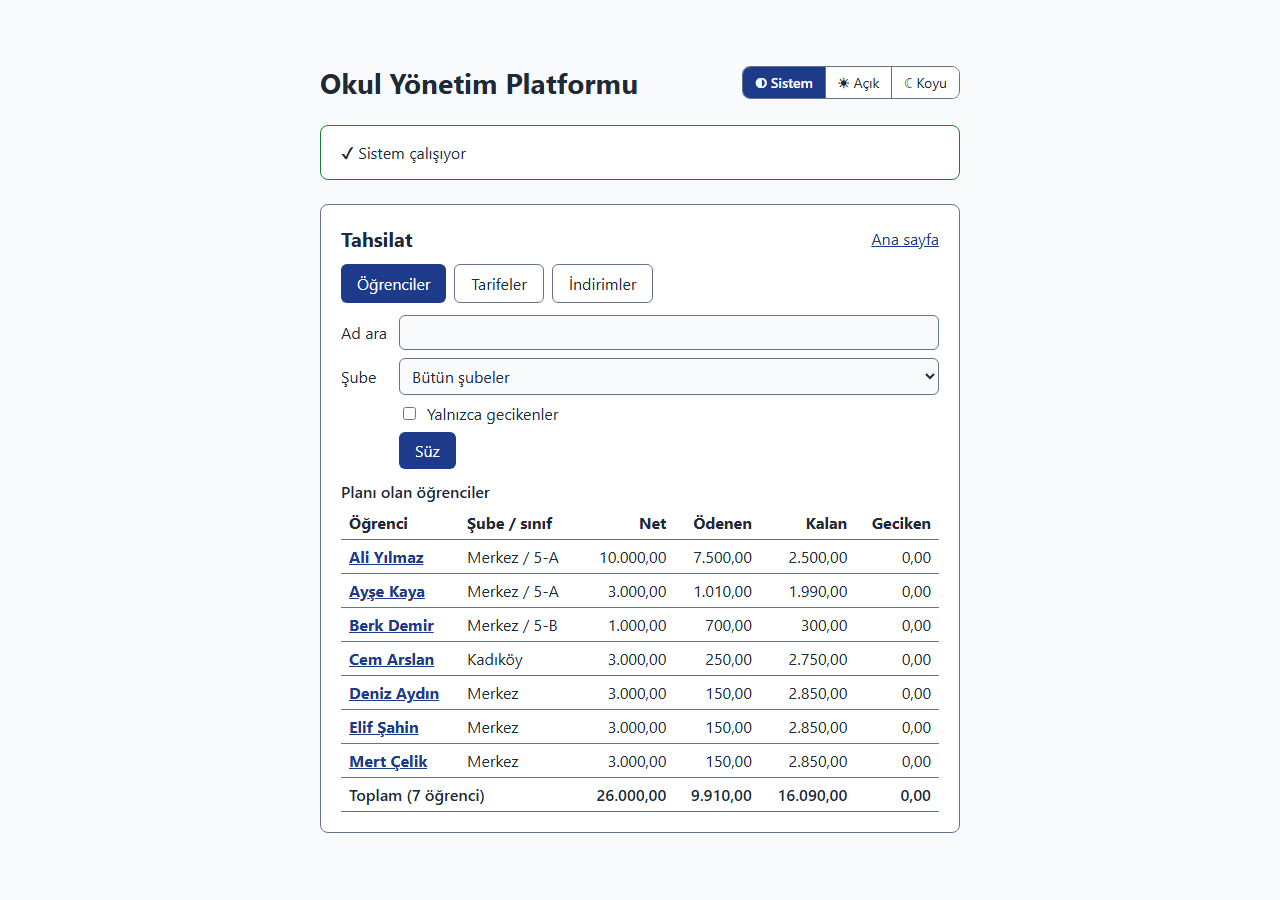 Okul Yönetim Platformu
◐ Sistem ☀ Açık ☾ Koyu
✓ Sistem çalışıyor
Tahsilat Ana sayfa
Öğrenciler Tarifeler İndirimler
Ad ara
Şube Bütün şubeler
Yalnızca gecikenler
Süz
Planı olan öğrenciler
Öğrenci Şube / sınıf Net Ödenen Kalan Geciken
Ali Yılmaz Merkez / 5-A 10.000,00 7.500,00 2.500,00 0,00
Ayşe Kaya Merkez / 5-A 3.000,00 1.010,00 1.990,00 0,00
Berk Demir Merkez / 5-B 1.000,00 700,00 300,00 0,00
Cem Arslan Kadıköy 3.000,00 250,00 2.750,00 0,00
Deniz Aydın Merkez 3.000,00 150,00 2.850,00 0,00
Elif Şahin Merkez 3.000,00 150,00 2.850,00 0,00
Mert Çelik Merkez 3.000,00 150,00 2.850,00 0,00
Toplam (7 öğrenci) 26.000,00 9.910,00 16.090,00 0,00